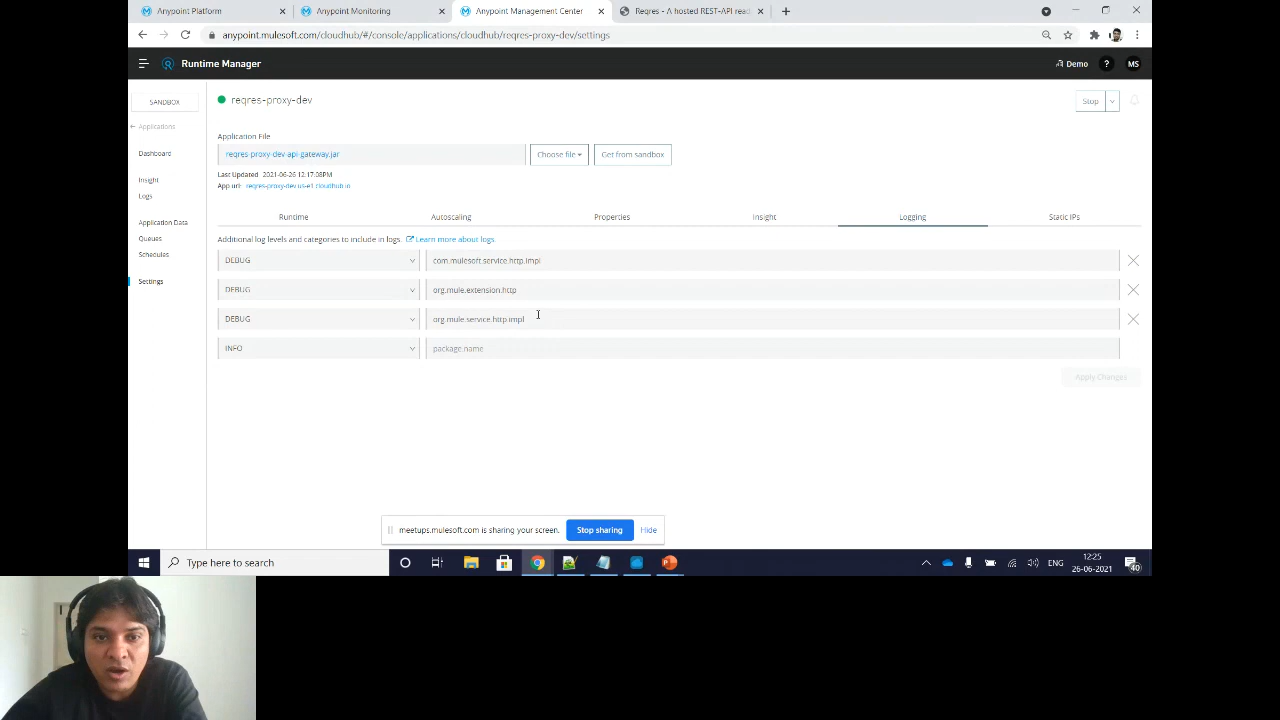 Anypoint Platform
Anypoint Monitoring
Anypoint Management Center
Reqres - A hosted REST-API read
anypoint.mulesoft.com/cloudhub/#/console/applications/cloudhub/reqres-proxy-dev/settings
Runtime Manager
Demo
?
MS
SANDBOX
reqres-proxy-dev
Stop
Applications
Application File
Dashboard
reqres-proxy-dev-api-gateway.jar
Choose file
Get from sandbox
Last Updated 2021-06-26 12:17:08PM
Insight
App url: reqres-proxy-dev.us-e1.cloudhub.io
Logs
Runtime
Autoscaling
Properties
Insight
Logging
Static IPs
Application Data
Queues
Additional log levels and categories to include in logs.
Learn more about logs
Schedules
DEBUG
com.mulesoft.service.http.impl
Settings
DEBUG
org.mule.extension.http
DEBUG
org.mule.service.http.impl
INFO
package.name
Apply Changes
meetups.mulesoft.com is sharing your screen.
Stop sharing
Hide
Type here to search
ENG
12:25
26-06-2021
40